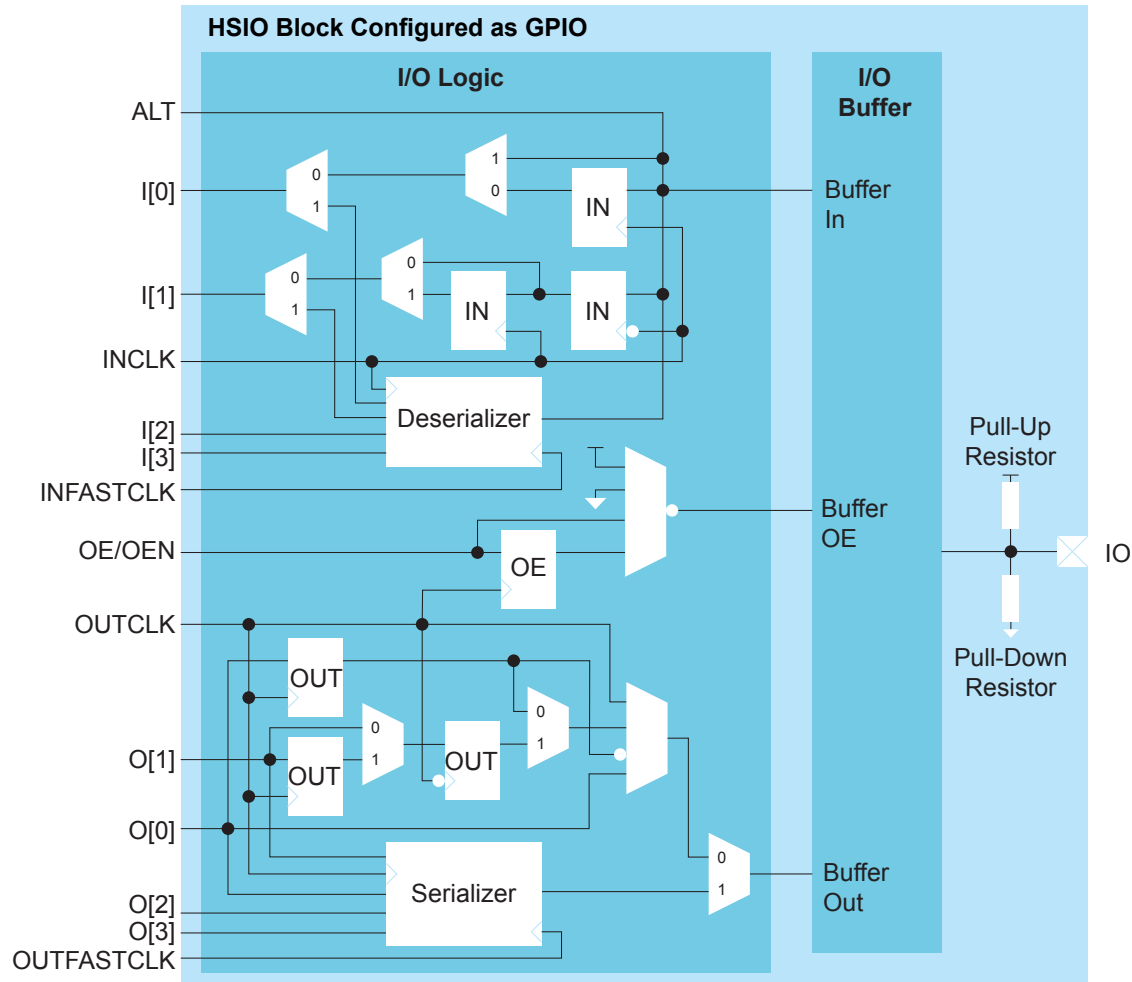 HSIO Block Configured as GPIO
I/O Logic
I/O
Buffer
ALT
1
0
0
I[0]
1
IN
Buffer
In
0
0
I[1]
1
1
IN
IN
INCLK
Deserializer
I[2]
I[3]
INFASTCLK
Pull-Up
Resistor
Buffer
OE
OE/OEN
OE
IO
OUTCLK
OUT
Pull-Down
Resistor
0
0
1
O[1]
1
OUT
OUT
O[0]
0
1
Buffer
Out
Serializer
O[2]
O[3]
OUTFASTCLK